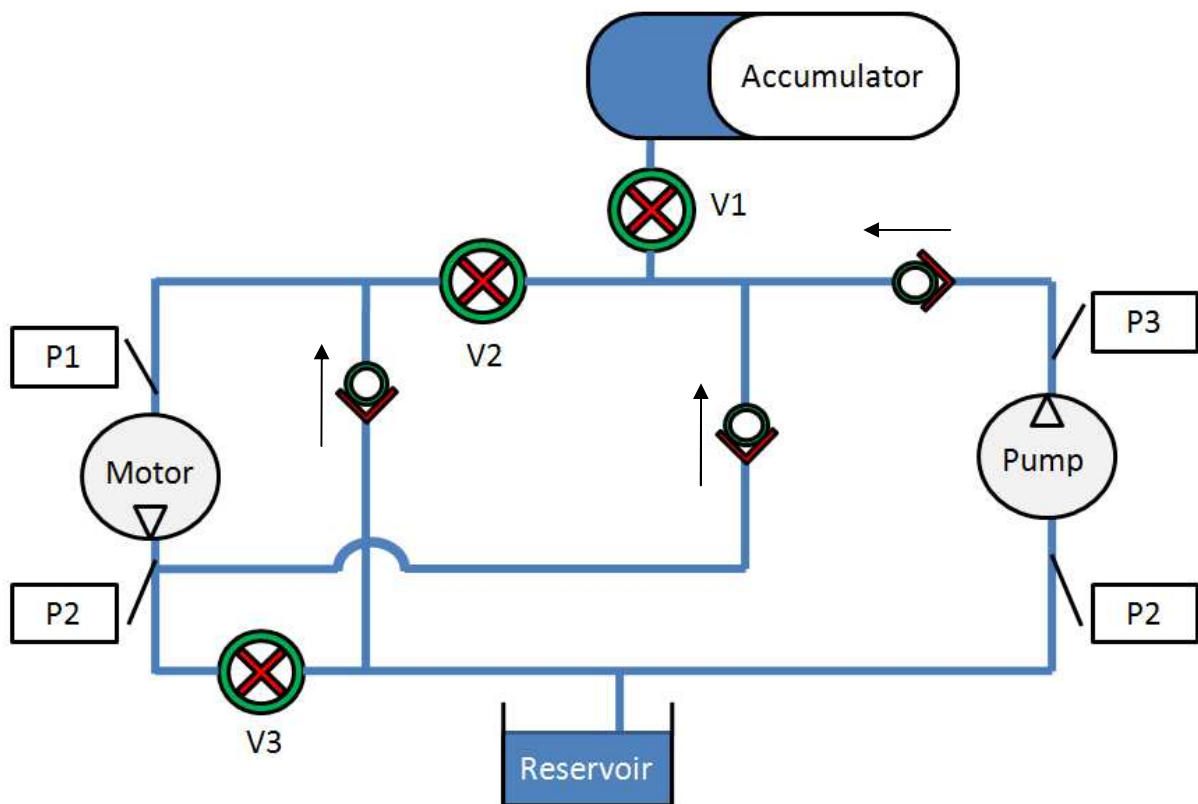 Accumulator
V1
V2
P1
P3
Motor
Pump
P2
P2
V3
Reservoir